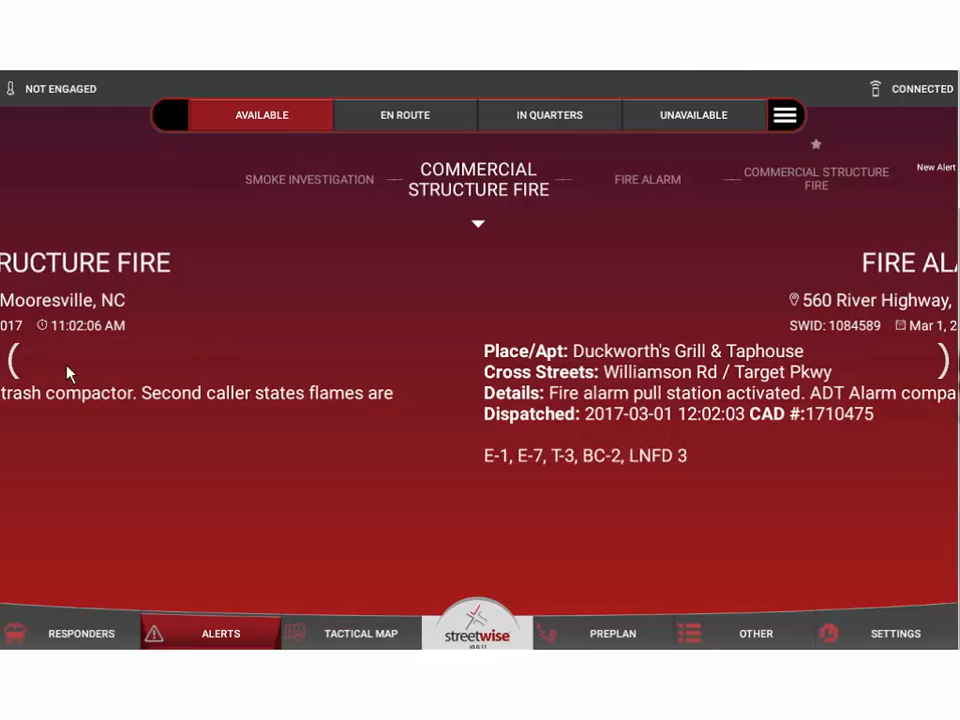 NOT ENGAGED
CONNECTED
AVAILABLE
EN ROUTE
IN QUARTERS
UNAVAILABLE
SMOKE INVESTIGATION
COMMERCIAL
STRUCTURE FIRE
FIRE ALARM
COMMERCIAL STRUCTURE
FIRE
New Alert
RUCTURE FIRE
Mooresville, NC
017 11:02:06 AM
trash compactor. Second caller states flames are
FIRE AL
560 River Highway,
SWID: 1084589 Mar 1, 2
Place/Apt: Duckworth's Grill & Taphouse
Cross Streets: Williamson Rd / Target Pkwy
Details: Fire alarm pull station activated. ADT Alarm compa
Dispatched: 2017-03-01 12:02:03 CAD #:1710475
E-1, E-7, T-3, BC-2, LNFD 3
RESPONDERS
ALERTS
TACTICAL MAP
streetwise
v3.0.11
PREPLAN
OTHER
SETTINGS